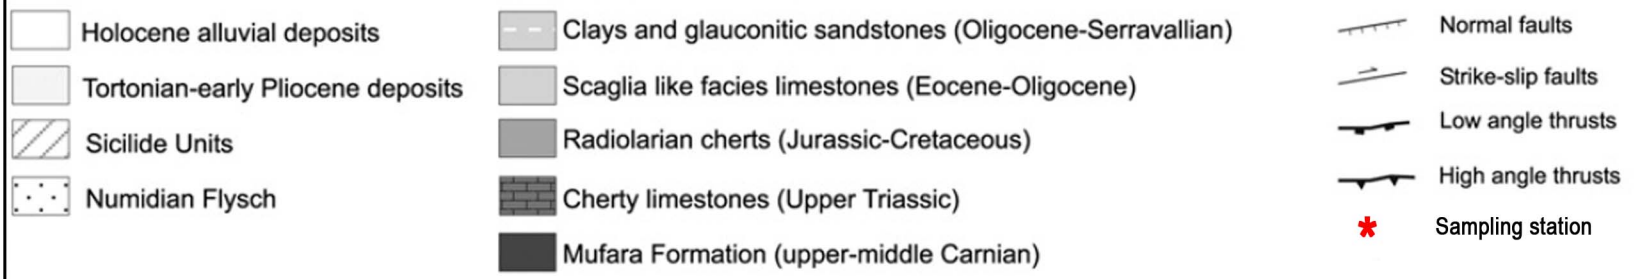 Holocene alluvial deposits
Tortonian-early Pliocene deposits
Sicilide Units
Numidian Flysch
Clays and glauconitic sandstones (Oligocene-Serravallian)
Scaglia like facies limestones (Eocene-Oligocene)
Radiolarian cherts (Jurassic-Cretaceous)
Cherty limestones (Upper Triassic)
Mufara Formation (upper-middle Carnian)
Normal faults
Strike-slip faults
Low angle thrusts
High angle thrusts
Sampling station